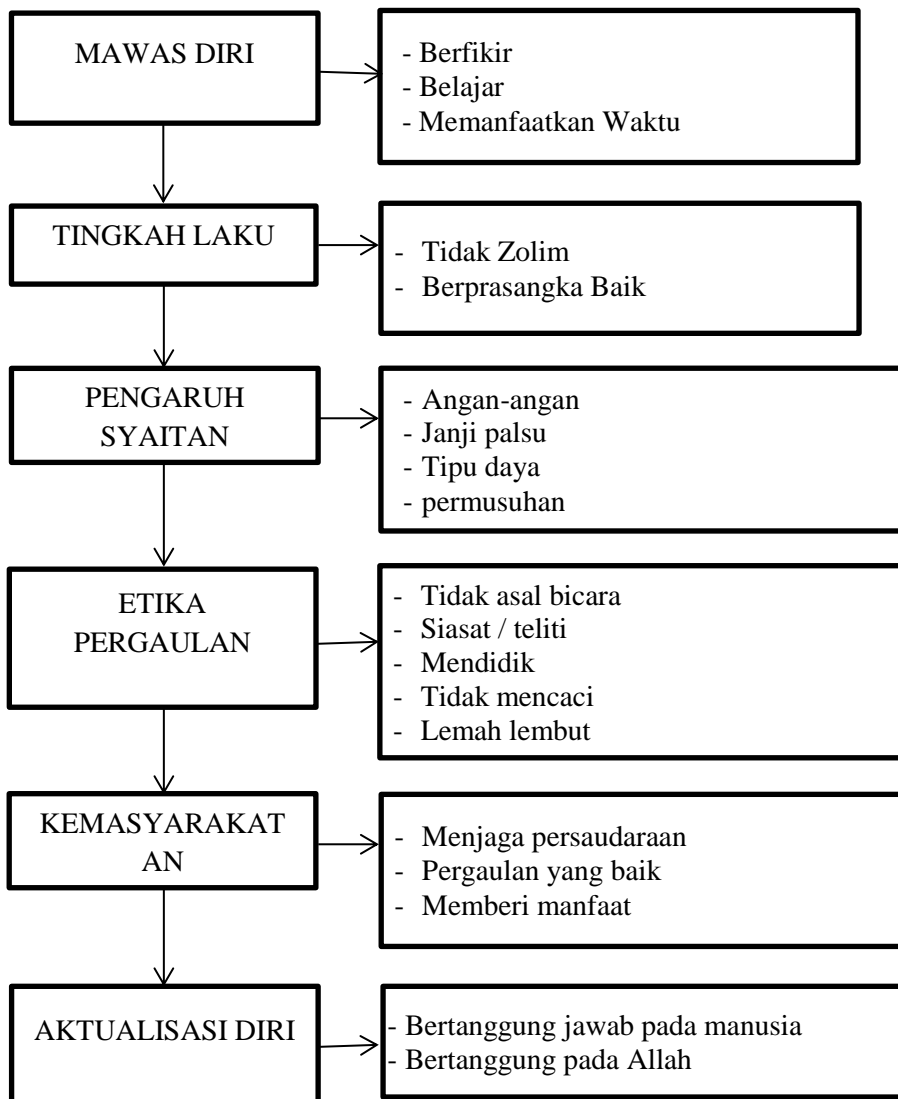 MAWAS DIRI
- Berfikir
- Belajar
- Memanfaatkan Waktu
TINGKAH LAKU
- Tidak Zolim
- Berprasangka Baik
PENGARUH
SYAITAN
- Angan-angan
- Janji palsu
- Tipu daya
- permusuhan
ETIKA
PERGAULAN
- Tidak asal bicara
- Siasat / teliti
- Mendidik
- Tidak mencaci
- Lemah lembut
KEMASYARAKAT
AN
- Menjaga persaudaraan
- Pergaulan yang baik
- Memberi manfaat
AKTUALISASI DIRI
- Bertanggung jawab pada manusia
- Bertanggung pada Allah